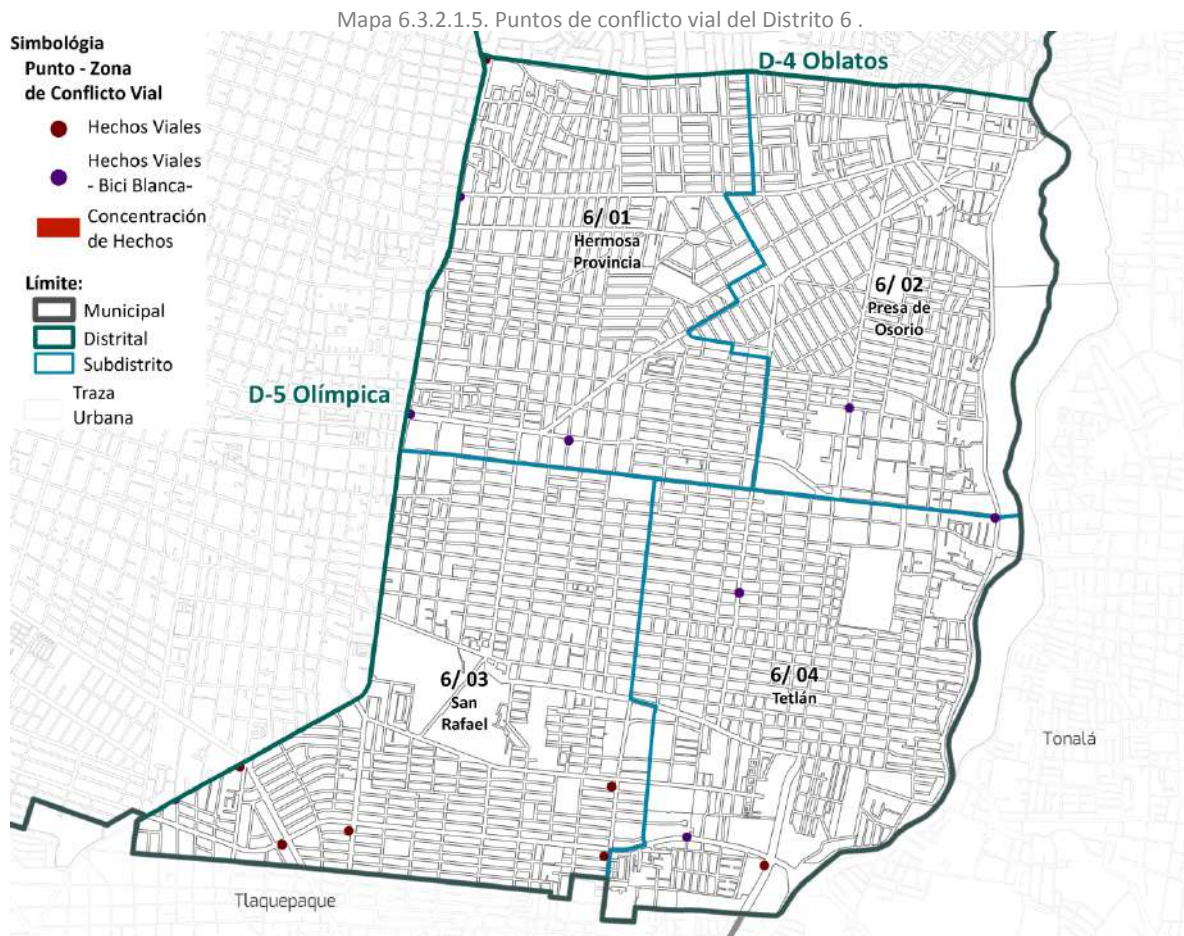 Mapa 6.3.2.1.5. Puntos de conflicto vial del Distrito 6 .
Simbológia
Punto - Zona
de Conflicto Vial
Hechos Viales
Hechos Viales
- Bici Blanca-
Concentración
de Hechos
Límite:
Municipal
Distrital
Subdistrito
Traza
Urbana
D-4 Oblatos
6/ 01
Hermosa
Provincia
6/ 02
Presa de
Osorio
D-5 Olímpica
6/ 03
San
Rafael
6/ 04
Tetlán
Tonalá
Tlaquepaque